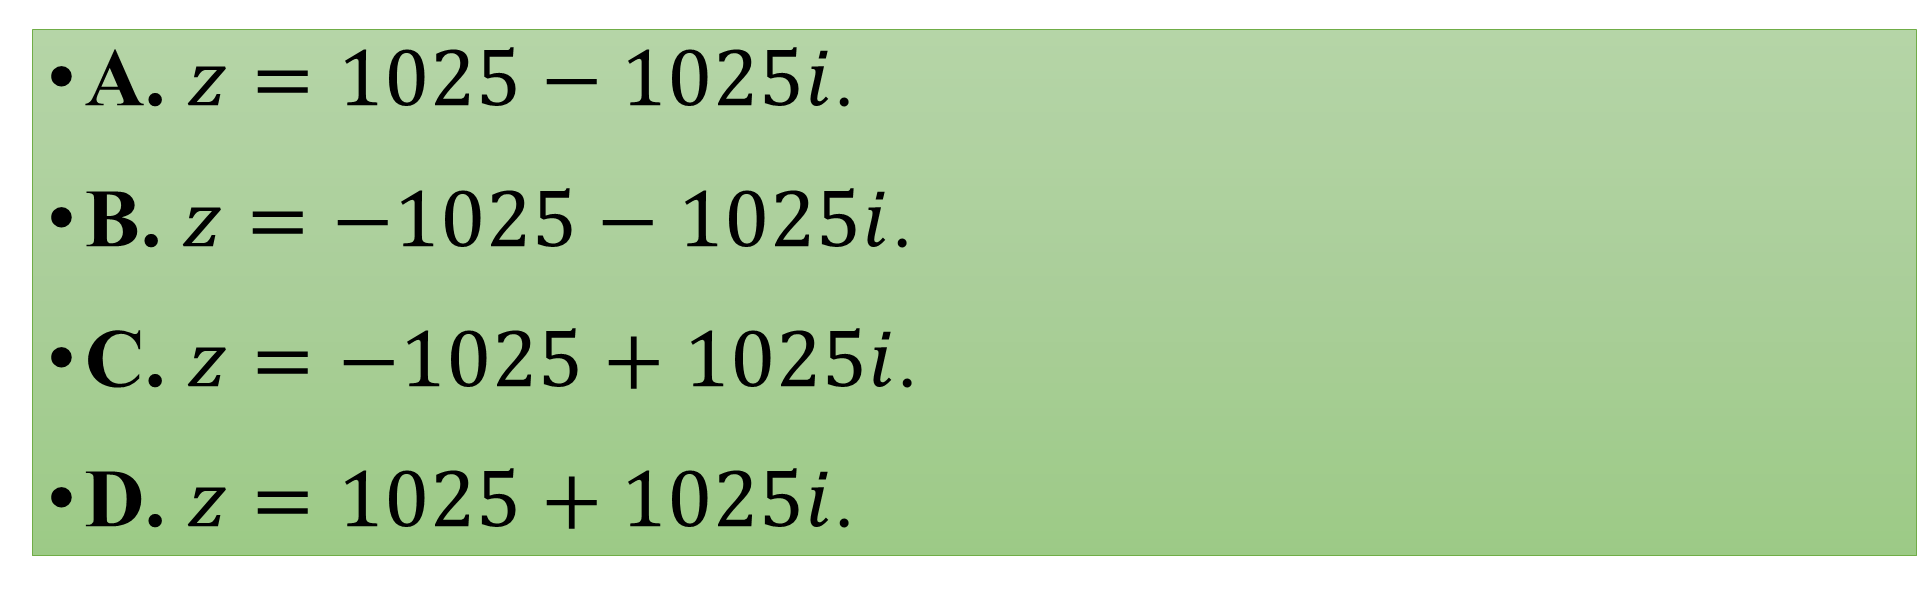 • A. z = 1025 − 1025i.
• B. z = −1025 − 1025i.
• C. z = −1025 + 1025i.
• D. z = 1025 + 1025i.